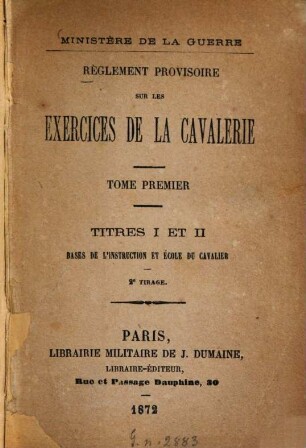 MINISTÈRE DE LA GUERRE
RÈGLEMENT PROVISOIRE
SUR LES
EXERCICES DE LA CAVALERIE
TOME PREMIER
TITRES I ET II
BASES DE L'INSTRUCTION ET ÉCOLE DU CAVALIER
2e TIRAGE.
PARIS,
LIBRAIRIE MILITAIRE DE J. DUMAINE,
LIBRAIRE-ÉDITEUR,
Rue et Passage Dauphine, 30
1872
G. n. 2883